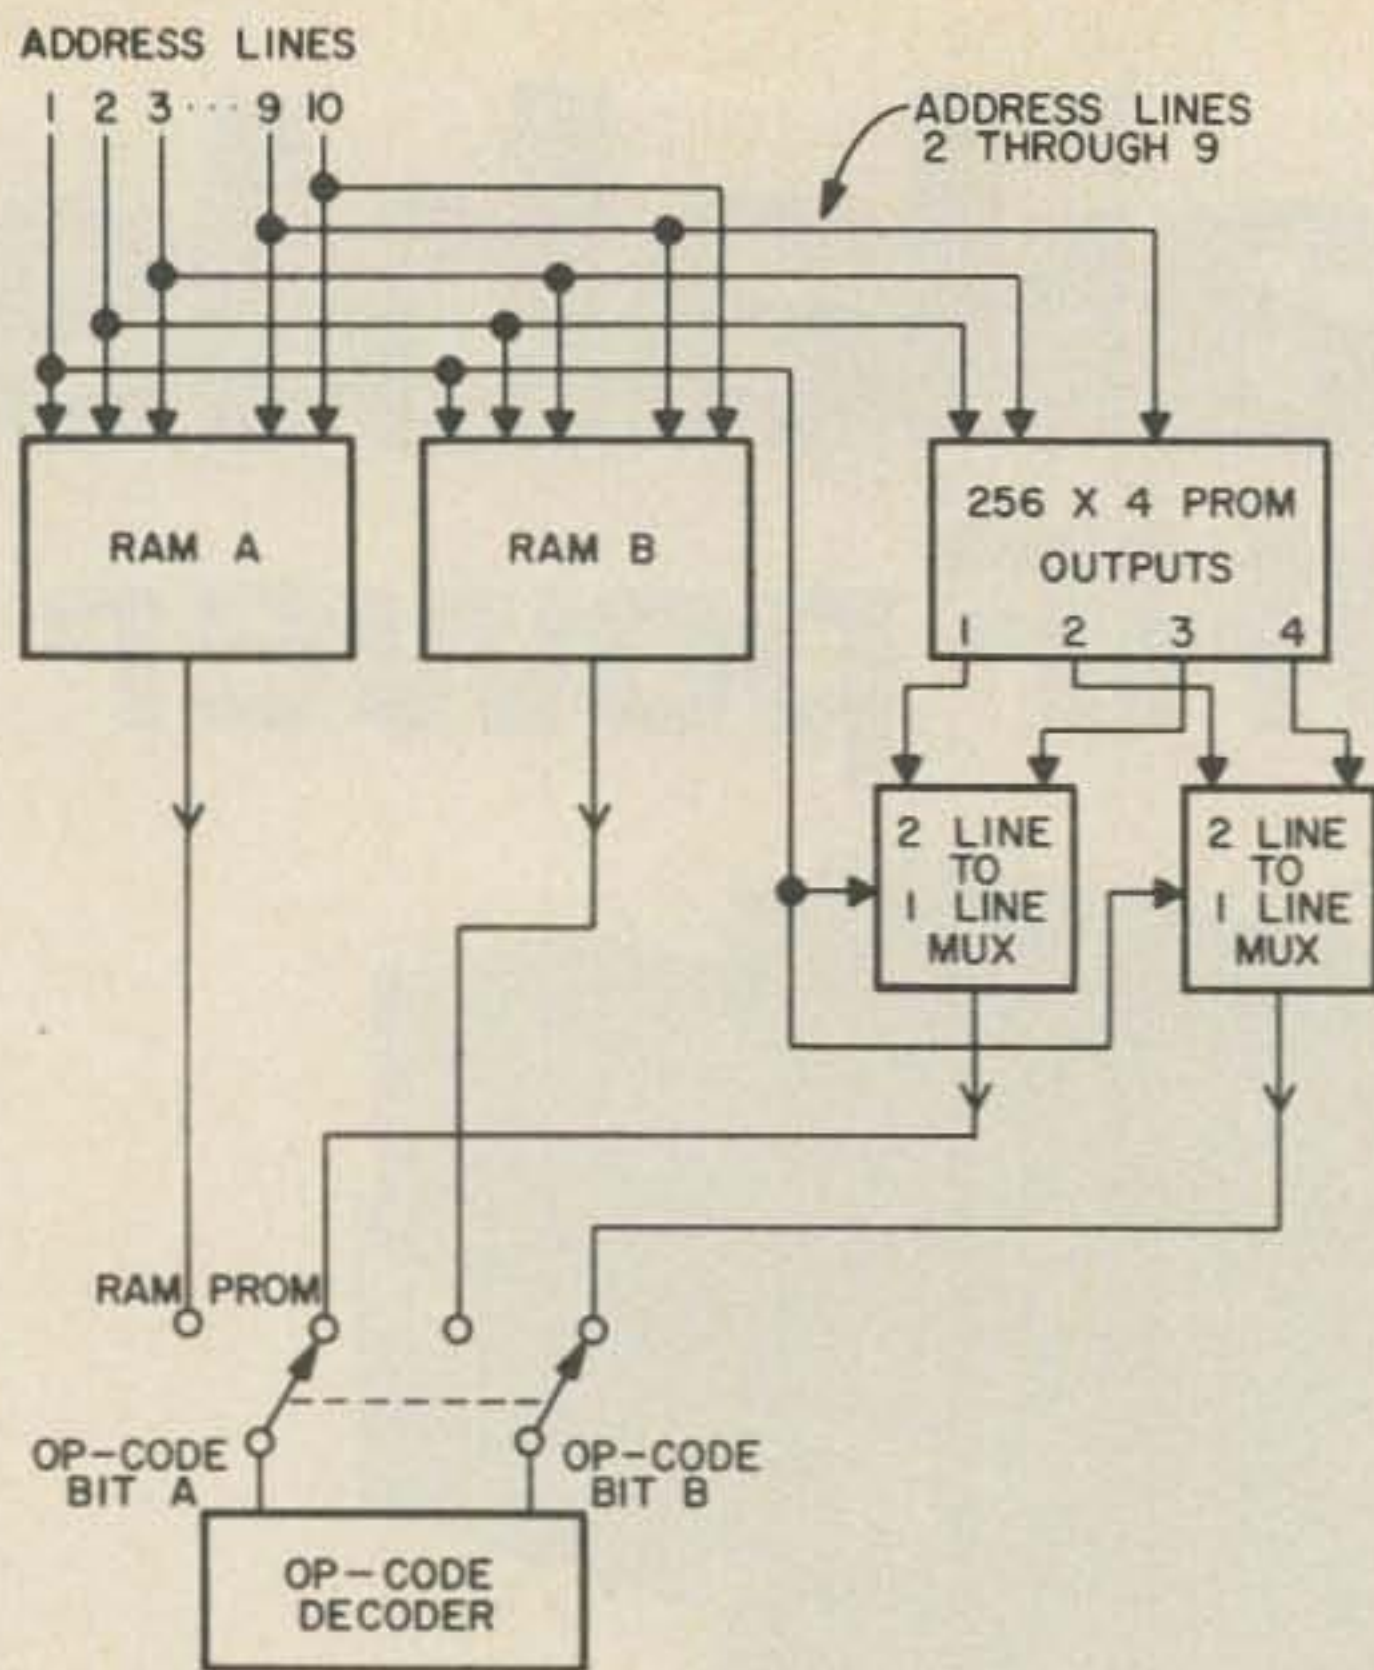 ADDRESS LINES
1 2 3 ··· 9 10
ADDRESS LINES
2 THROUGH 9
RAM A
RAM B
256 X 4 PROM
OUTPUTS
1 2 3 4
2 LINE
TO
1 LINE
MUX
2 LINE
TO
1 LINE
MUX
RAM PROM
OP-CODE
BIT A
OP-CODE
BIT B
OP-CODE
DECODER